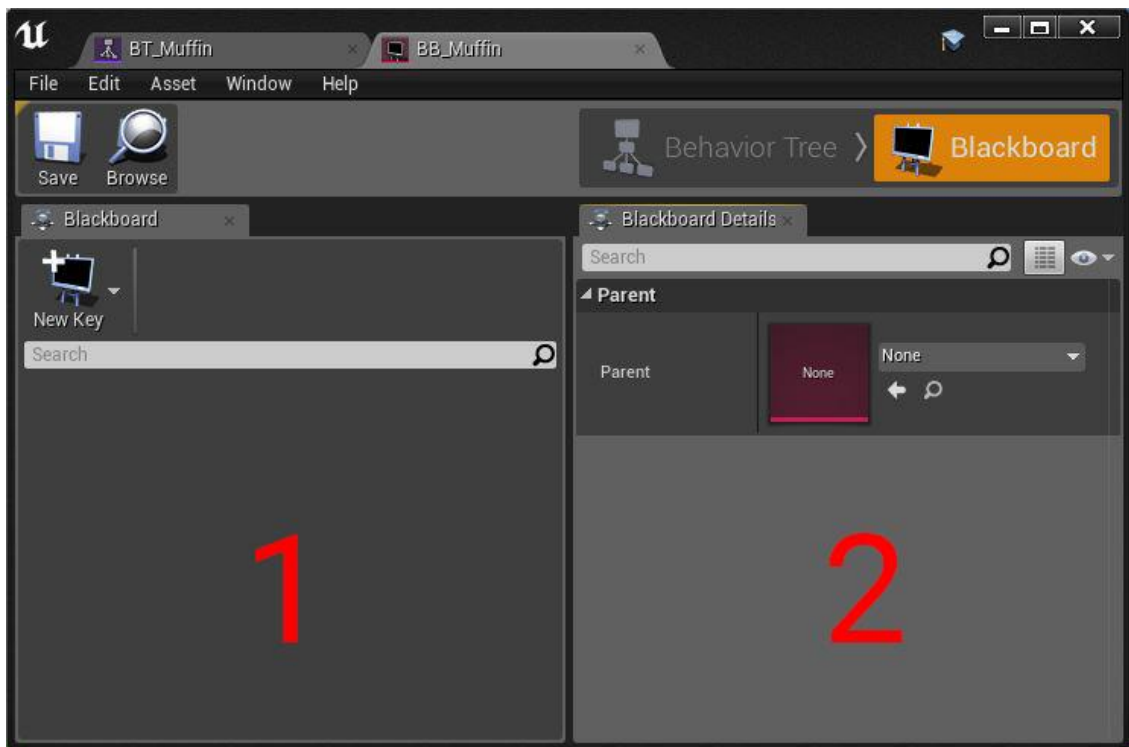 BT_Muffin
BB_Muffin
File Edit Asset Window Help
Save Browse
Behavior Tree
Blackboard
Blackboard
New Key
Search
1
Blackboard Details
Search
Parent
Parent
None
None
2